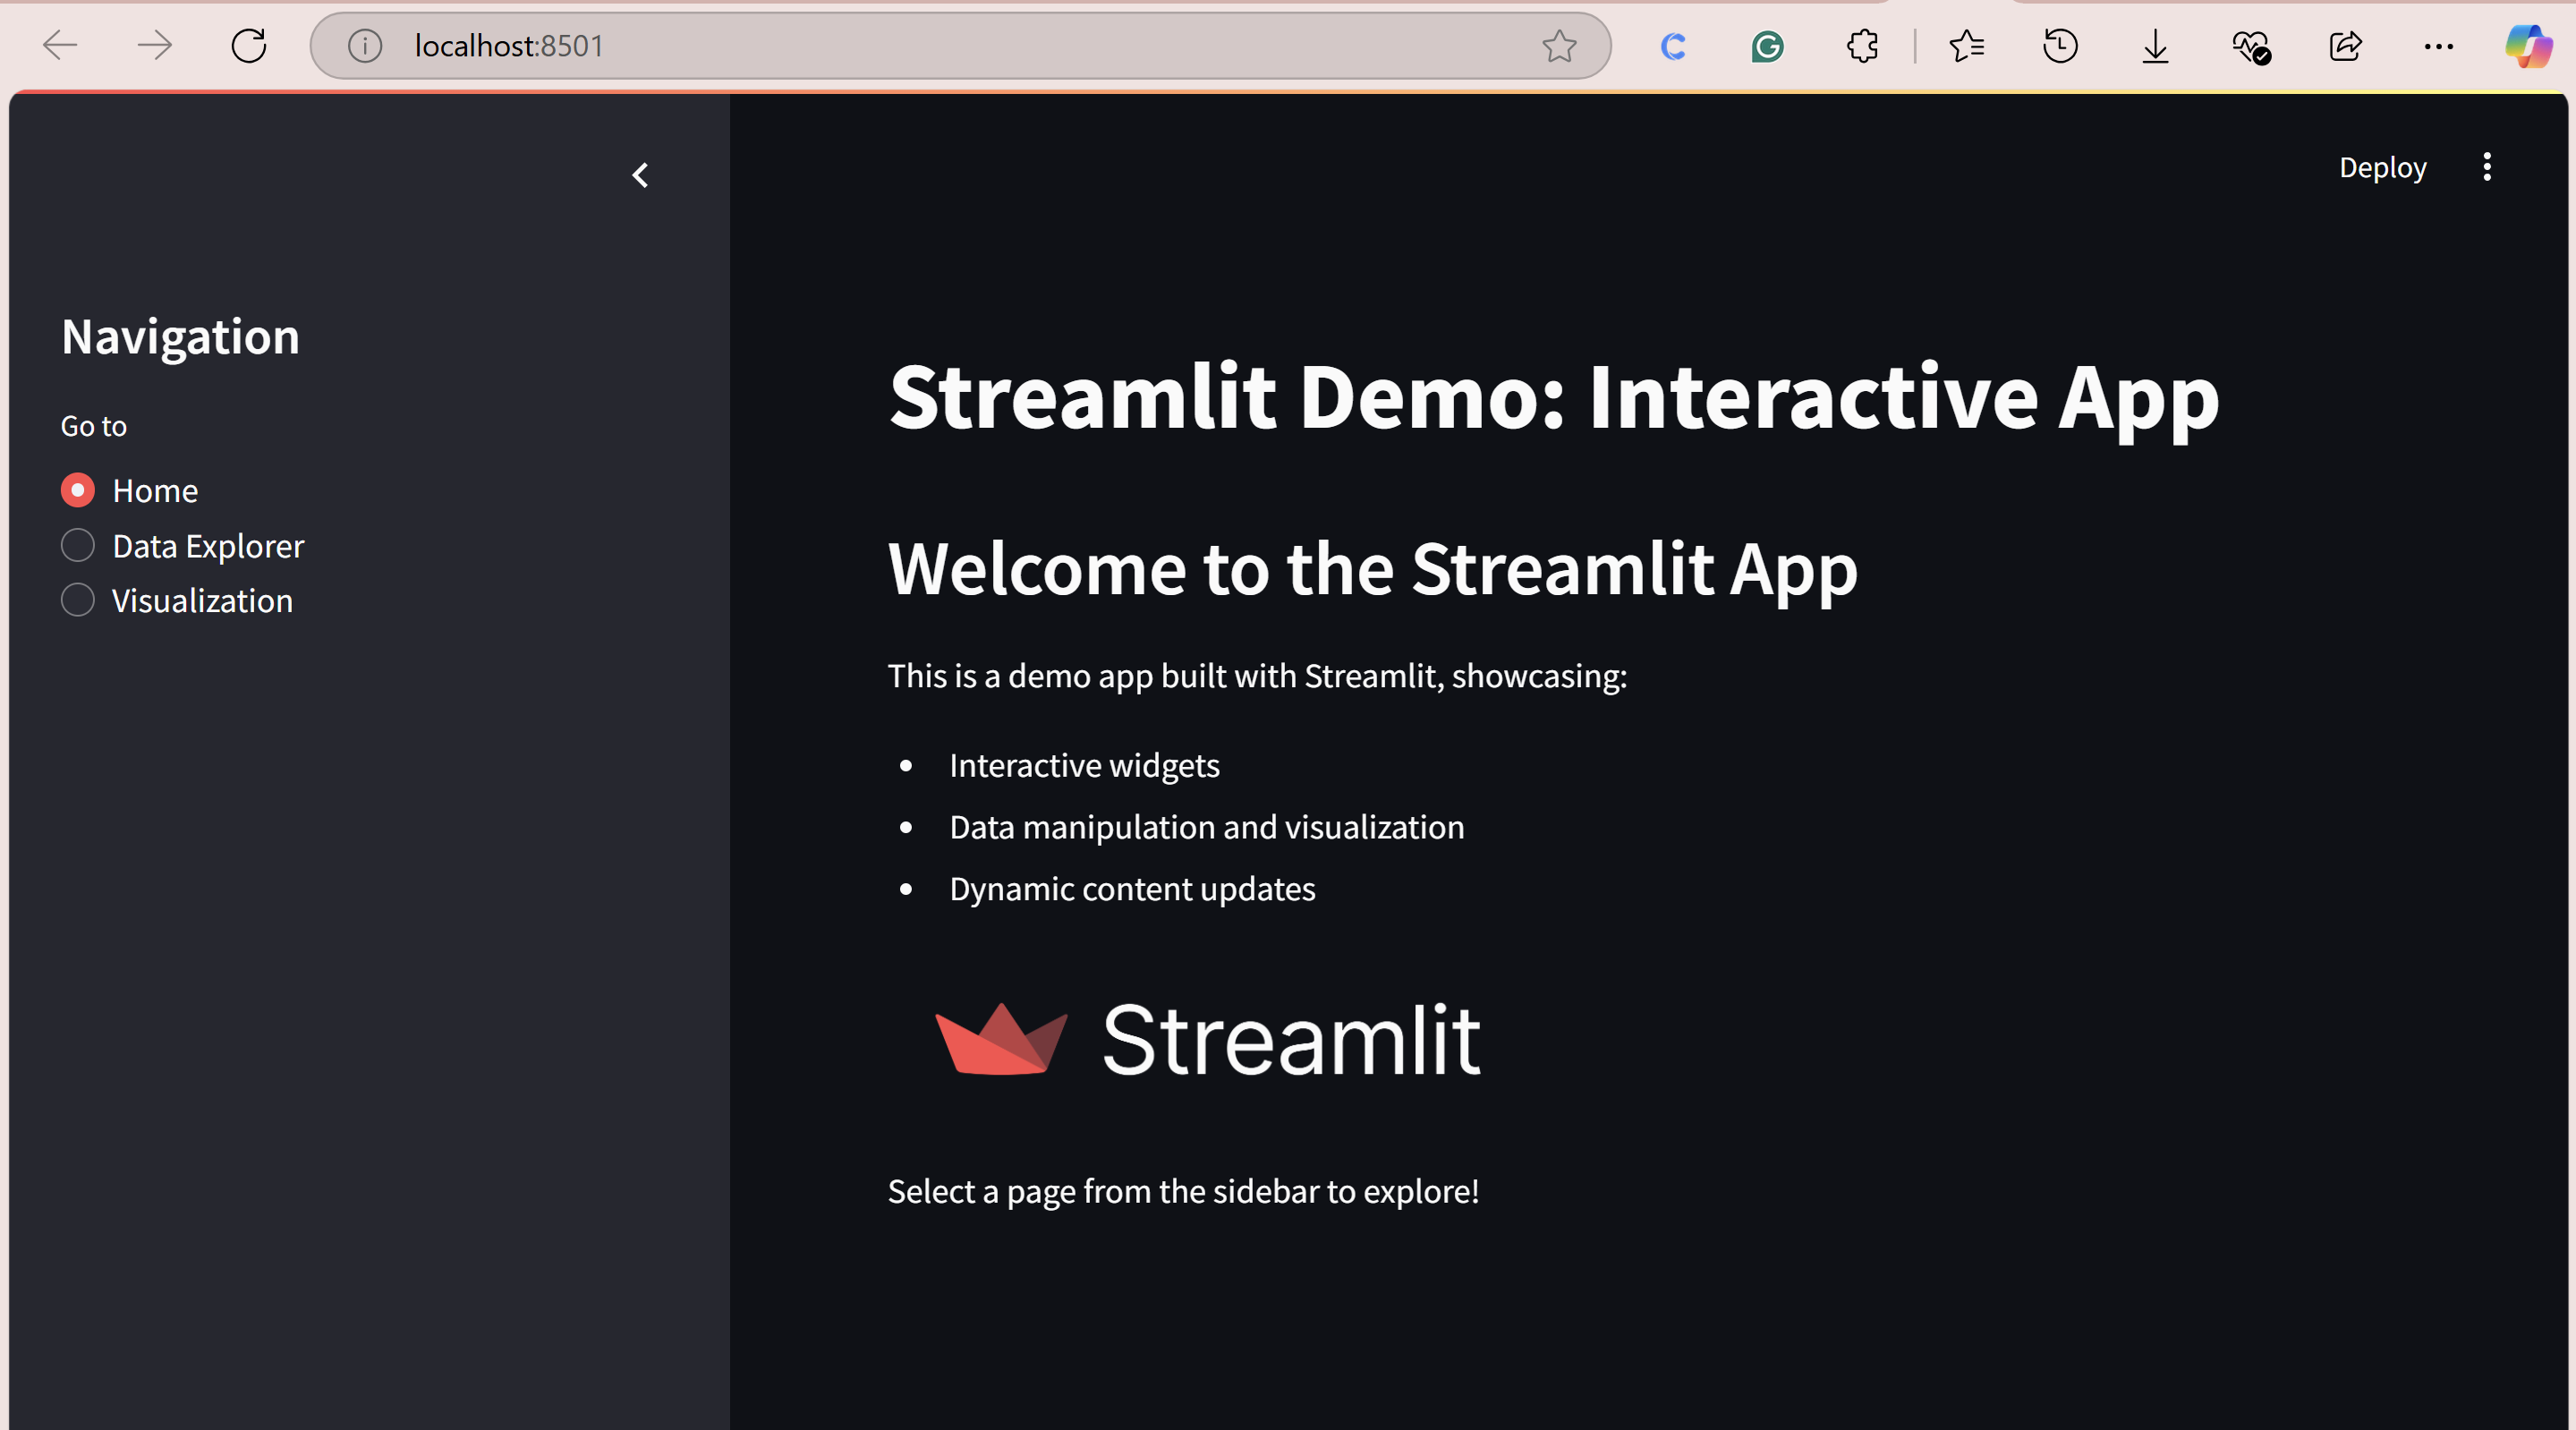 localhost:8501
Deploy
Navigation
Go to
Home
Data Explorer
Visualization
Streamlit Demo: Interactive App
Welcome to the Streamlit App
This is a demo app built with Streamlit, showcasing:
Interactive widgets
Data manipulation and visualization
Dynamic content updates
Streamlit
Select a page from the sidebar to explore!